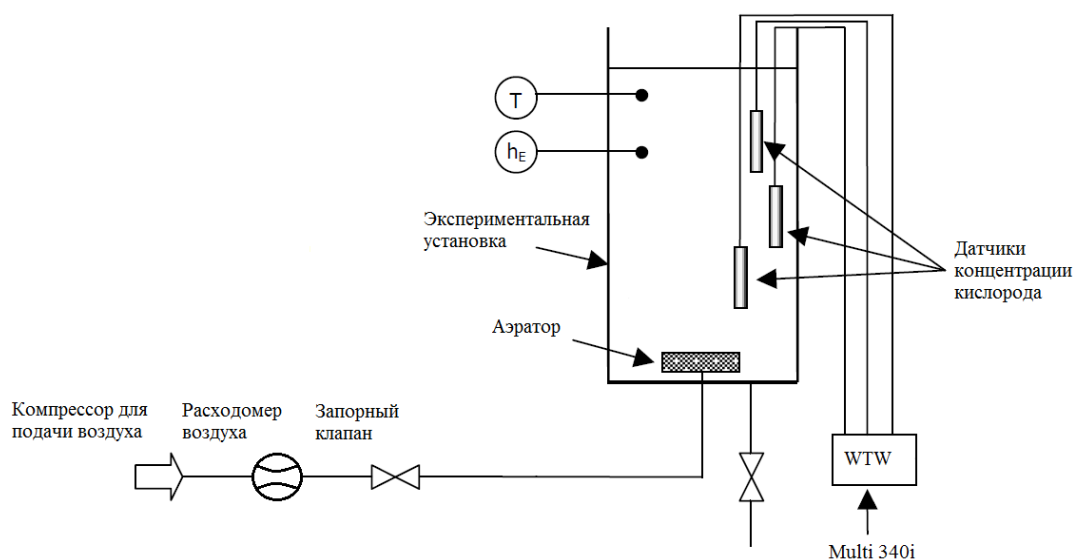 T
hE
Экспериментальная
установка
Датчики
концентрации
кислорода
Аэратор
Компрессор для
подачи воздуха
Расходомер
воздуха
Запорный
клапан
WTW
Multi 340i